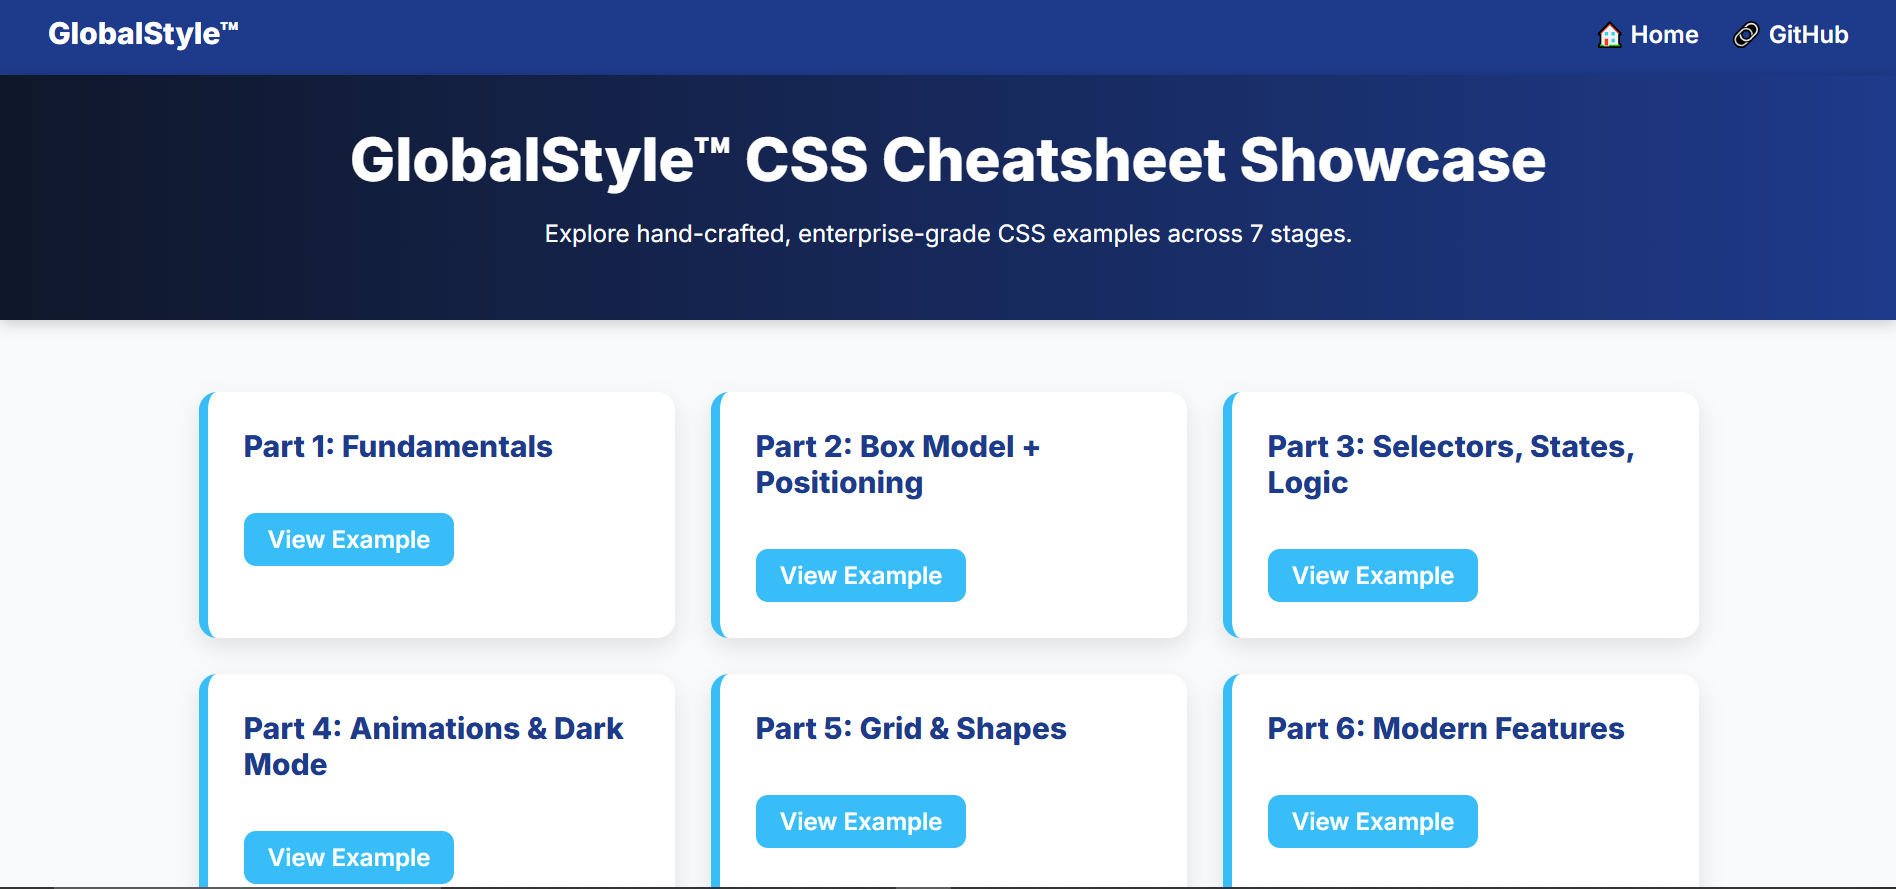 GlobalStyle™
🏠 Home
🔗 GitHub
GlobalStyle™ CSS Cheatsheet Showcase
Explore hand-crafted, enterprise-grade CSS examples across 7 stages.
Part 1: Fundamentals
View Example
Part 2: Box Model +
Positioning
View Example
Part 3: Selectors, States,
Logic
View Example
Part 4: Animations & Dark
Mode
View Example
Part 5: Grid & Shapes
View Example
Part 6: Modern Features
View Example